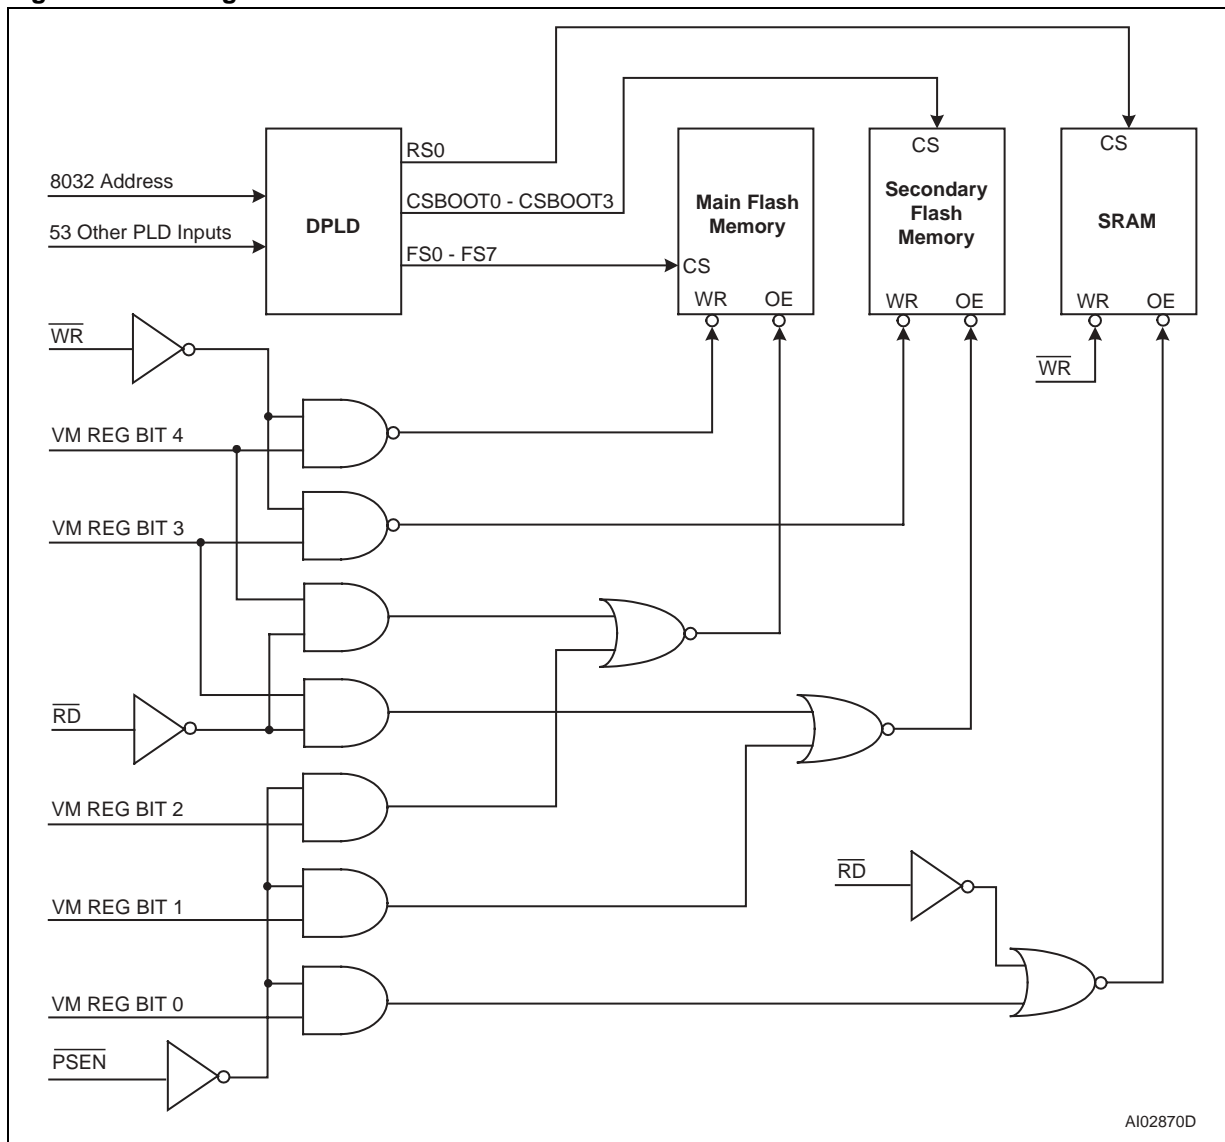 RS0
CS
CS
8032 Address
CSBOOT0 - CSBOOT3
Main Flash
Memory
Secondary
Flash
Memory
SRAM
DPLD
53 Other PLD Inputs
FS0 - FS7
CS
WR OE
WR OE
WR OE
WR
WR
VM REG BIT 4
VM REG BIT 3
RD
VM REG BIT 2
RD
VM REG BIT 1
VM REG BIT 0
PSEN
AI02870D